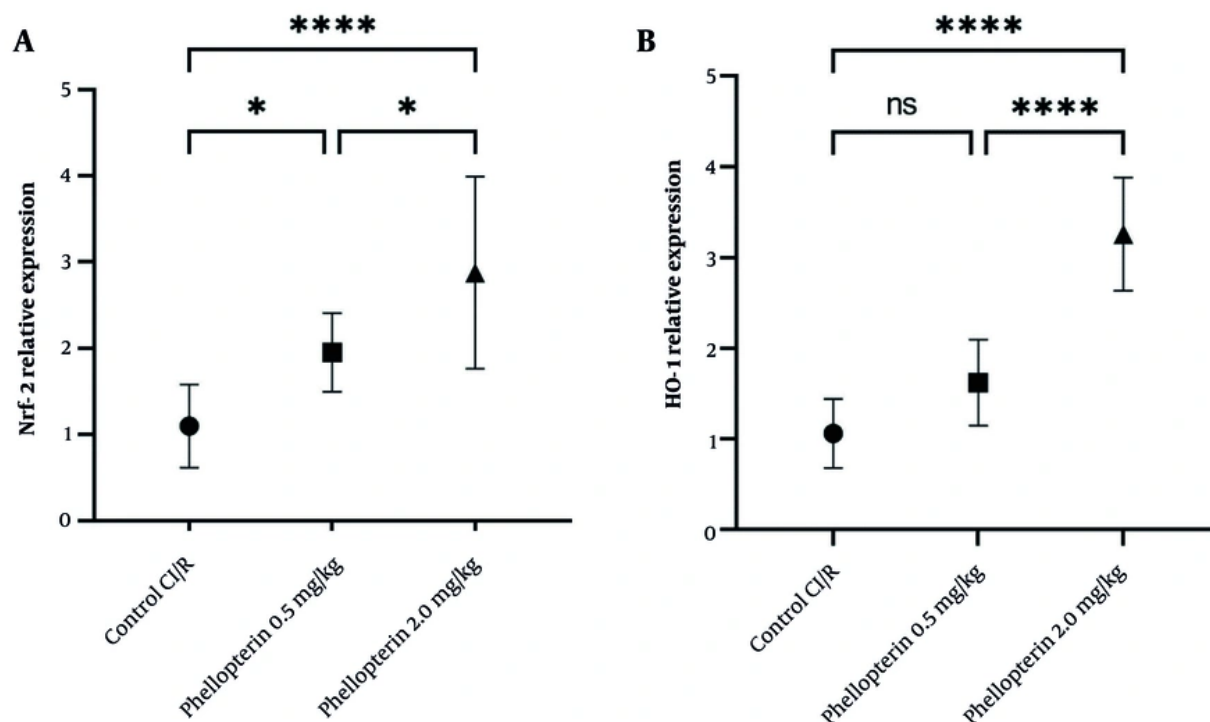 A
****
*
*
5
4
3
2
1
0
Nrf-2 relative expression
Control CI/R
Phellopterin 0.5 mg/kg
Phellopterin 2.0 mg/kg
B
****
ns
****
5
4
3
2
1
0
HO-1 relative expression
Control CI/R
Phellopterin 0.5 mg/kg
Phellopterin 2.0 mg/kg